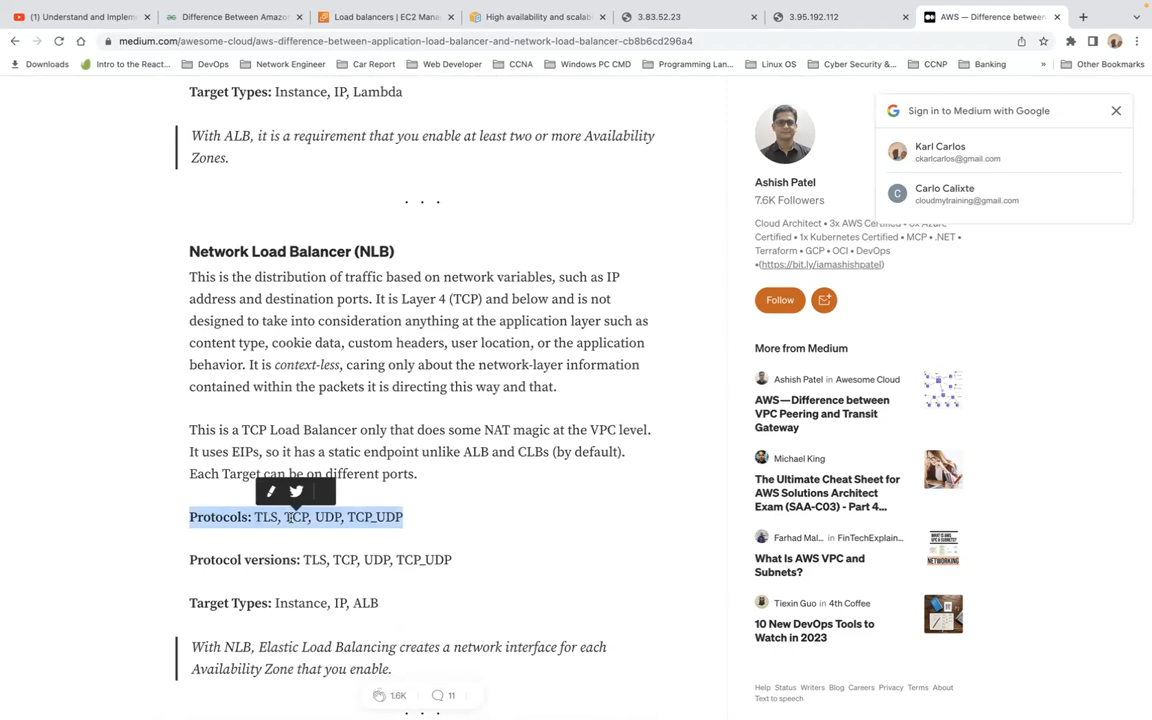 (1) Understand and Implem
Difference Between Amazo
Load balancers | EC2 Mana
High availability and scalab
3.83.52.23
3.95.192.112
AWS — Difference between
medium.com/awesome-cloud/aws-difference-between-application-load-balancer-and-network-load-balancer-cb8b6cd296a4
Downloads
Intro to the React...
DevOps
Network Engineer
Car Report
Web Developer
CCNA
Windows PC CMD
Programming Lan...
Linux OS
Cyber Security &...
CCNP
Banking
»
Other Bookmarks
Target Types: Instance, IP, Lambda
With ALB, it is a requirement that you enable at least two or more Availability
Zones.
. . .
Network Load Balancer (NLB)
This is the distribution of traffic based on network variables, such as IP
address and destination ports. It is Layer 4 (TCP) and below and is not
designed to take into consideration anything at the application layer such as
content type, cookie data, custom headers, user location, or the application
behavior. It is context-less, caring only about the network-layer information
contained within the packets it is directing this way and that.
This is a TCP Load Balancer only that does some NAT magic at the VPC level.
It uses EIPs, so it has a static endpoint unlike ALB and CLBs (by default).
Each Target can be on different ports.
Protocols: TLS, TCP, UDP, TCP_UDP
Protocol versions: TLS, TCP, UDP, TCP_UDP
Target Types: Instance, IP, ALB
With NLB, Elastic Load Balancing creates a network interface for each
Availability Zone that you enable.
1.6K
11
. . .
Sign in to Medium with Google
Karl Carlos
ckarlcarlos@gmail.com
C
Carlo Calixte
cloudmytraining@gmail.com
Ashish Patel
7.6K Followers
Cloud Architect • 3x AWS Certified •
Certified • 1x Kubernetes Certified • MCP • .NET •
Terraform • GCP • OCI • DevOps
•(https://bit.ly/iamashishpatel)
Follow
More from Medium
Ashish Patel in Awesome Cloud
AWS — Difference between
VPC Peering and Transit
Gateway
Michael King
The Ultimate Cheat Sheet for
AWS Solutions Architect
Exam (SAA-C03) - Part 4...
Farhad Mal... in FinTechExplain...
What Is AWS VPC and
Subnets?
WHAT IS
AWS VPC
NETWORKING
Tiexin Guo in 4th Coffee
10 New DevOps Tools to
Watch in 2023
Help Status Writers Blog Careers Privacy Terms About
Text to speech